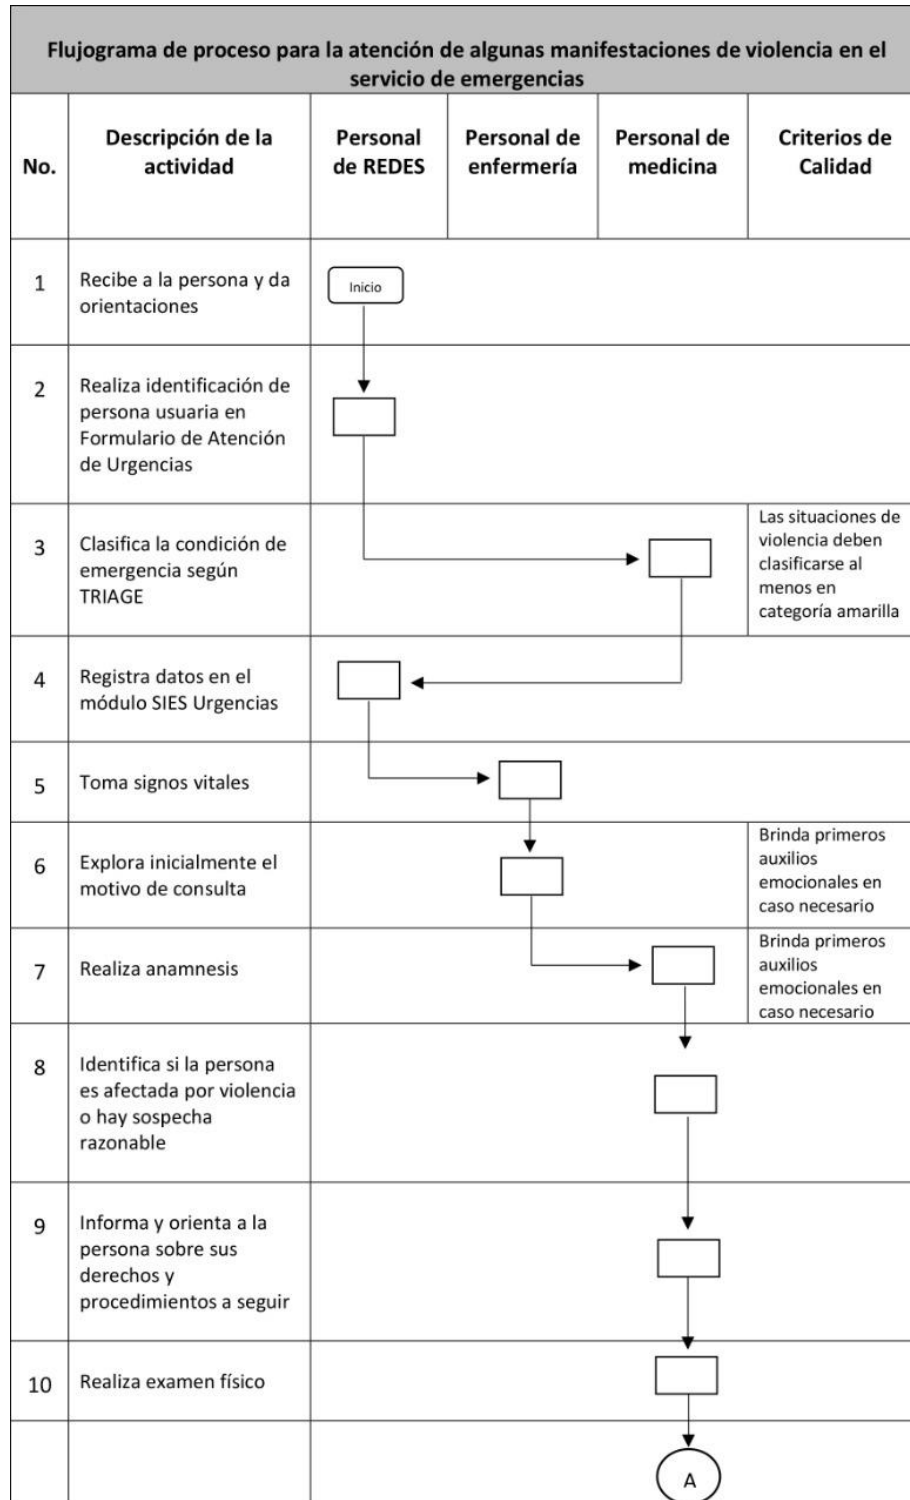 Flujograma de proceso para la atención de algunas manifestaciones de violencia en el
servicio de emergencias
No.
Descripción de la
actividad
Personal
de REDES
Personal de
enfermería
Personal de
medicina
Criterios de
Calidad
1
Recibe a la persona y da
orientaciones
Inicio
2
Realiza identificación de
persona usuaria en
Formulario de Atención
de Urgencias
3
Clasifica la condición de
emergencia según
TRIAGE
Las situaciones de
violencia deben
clasificarse al
menos en
categoría amarilla
4
Registra datos en el
módulo SIES Urgencias
5
Toma signos vitales
6
Explora inicialmente el
motivo de consulta
Brinda primeros
auxilios
emocionales en
caso necesario
7
Realiza anamnesis
Brinda primeros
auxilios
emocionales en
caso necesario
8
Identifica si la persona
es afectada por violencia
o hay sospecha
razonable
9
Informa y orienta a la
persona sobre sus
derechos y
procedimientos a seguir
10
Realiza examen físico
A